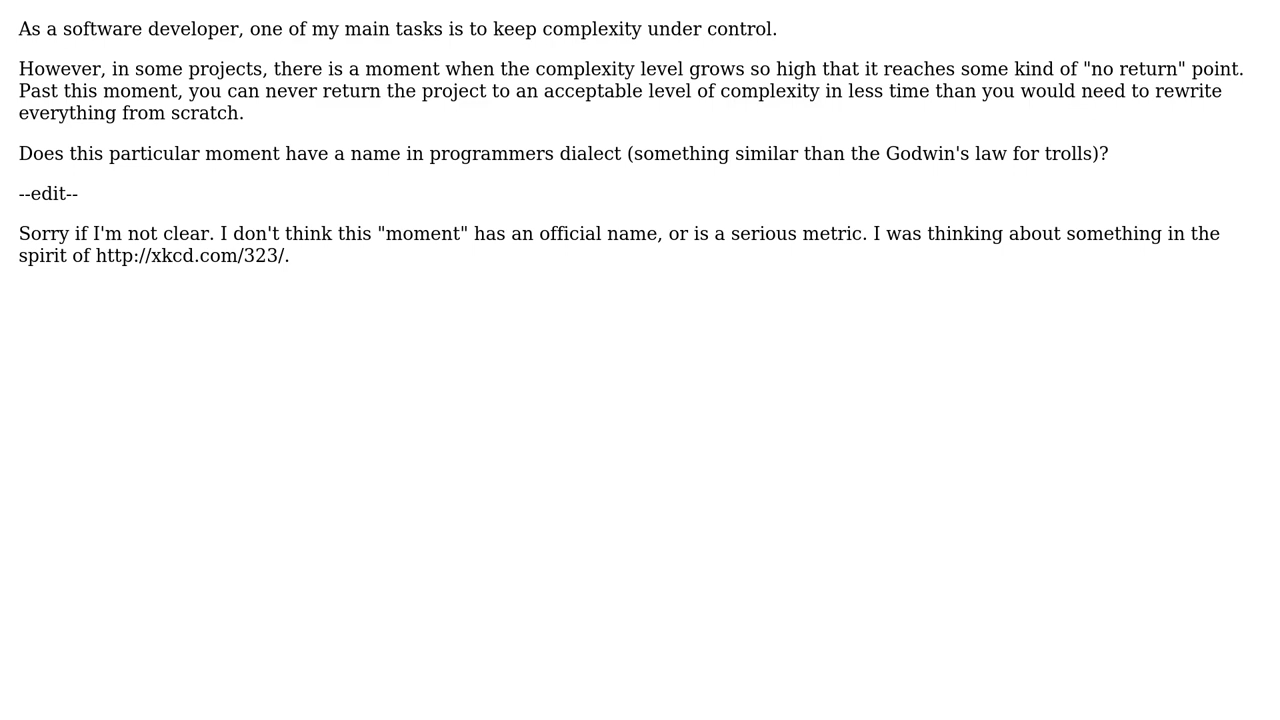 As a software developer, one of my main tasks is to keep complexity under control.
However, in some projects, there is a moment when the complexity level grows so high that it reaches some kind of "no return" point.
Past this moment, you can never return the project to an acceptable level of complexity in less time than you would need to rewrite
everything from scratch.
Does this particular moment have a name in programmers dialect (something similar than the Godwin's law for trolls)?
--edit--
Sorry if I'm not clear. I don't think this "moment" has an official name, or is a serious metric. I was thinking about something in the
spirit of http://xkcd.com/323/.